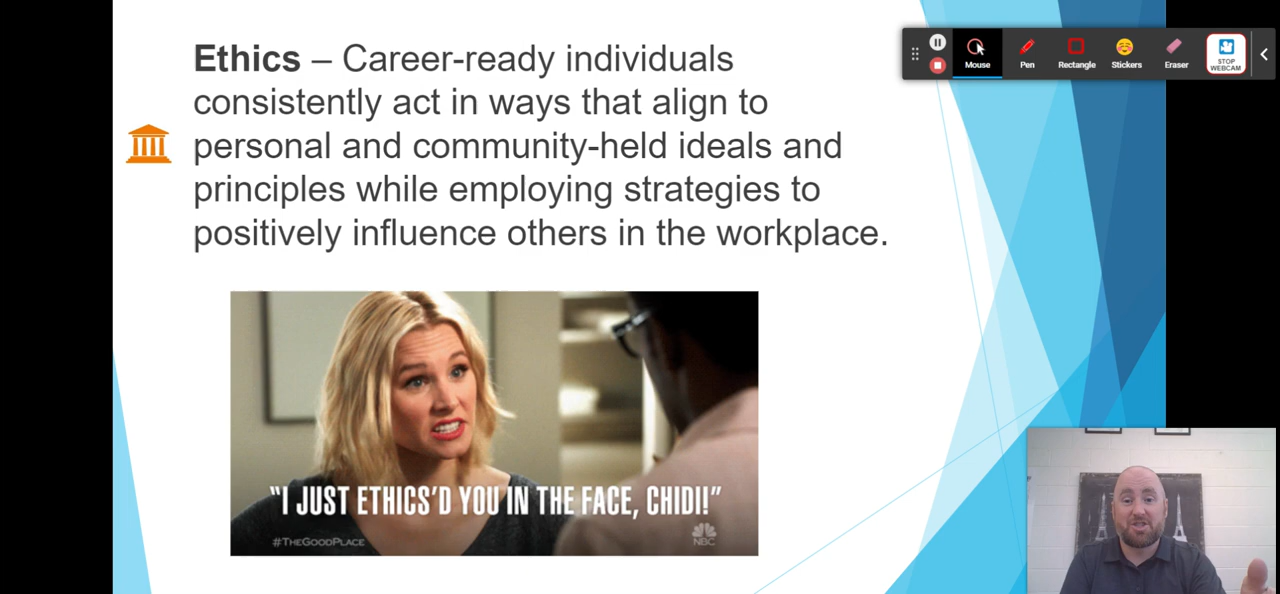 Ethics – Career-ready individuals
consistently act in ways that align to
personal and community-held ideals and
principles while employing strategies to
positively influence others in the workplace.
Mouse
Pen
Rectangle
Stickers
Eraser
STOP
WEBCAM
"I JUST ETHICS'D YOU IN THE FACE, CHIDI!"
#THEGOODPLACE
NBC